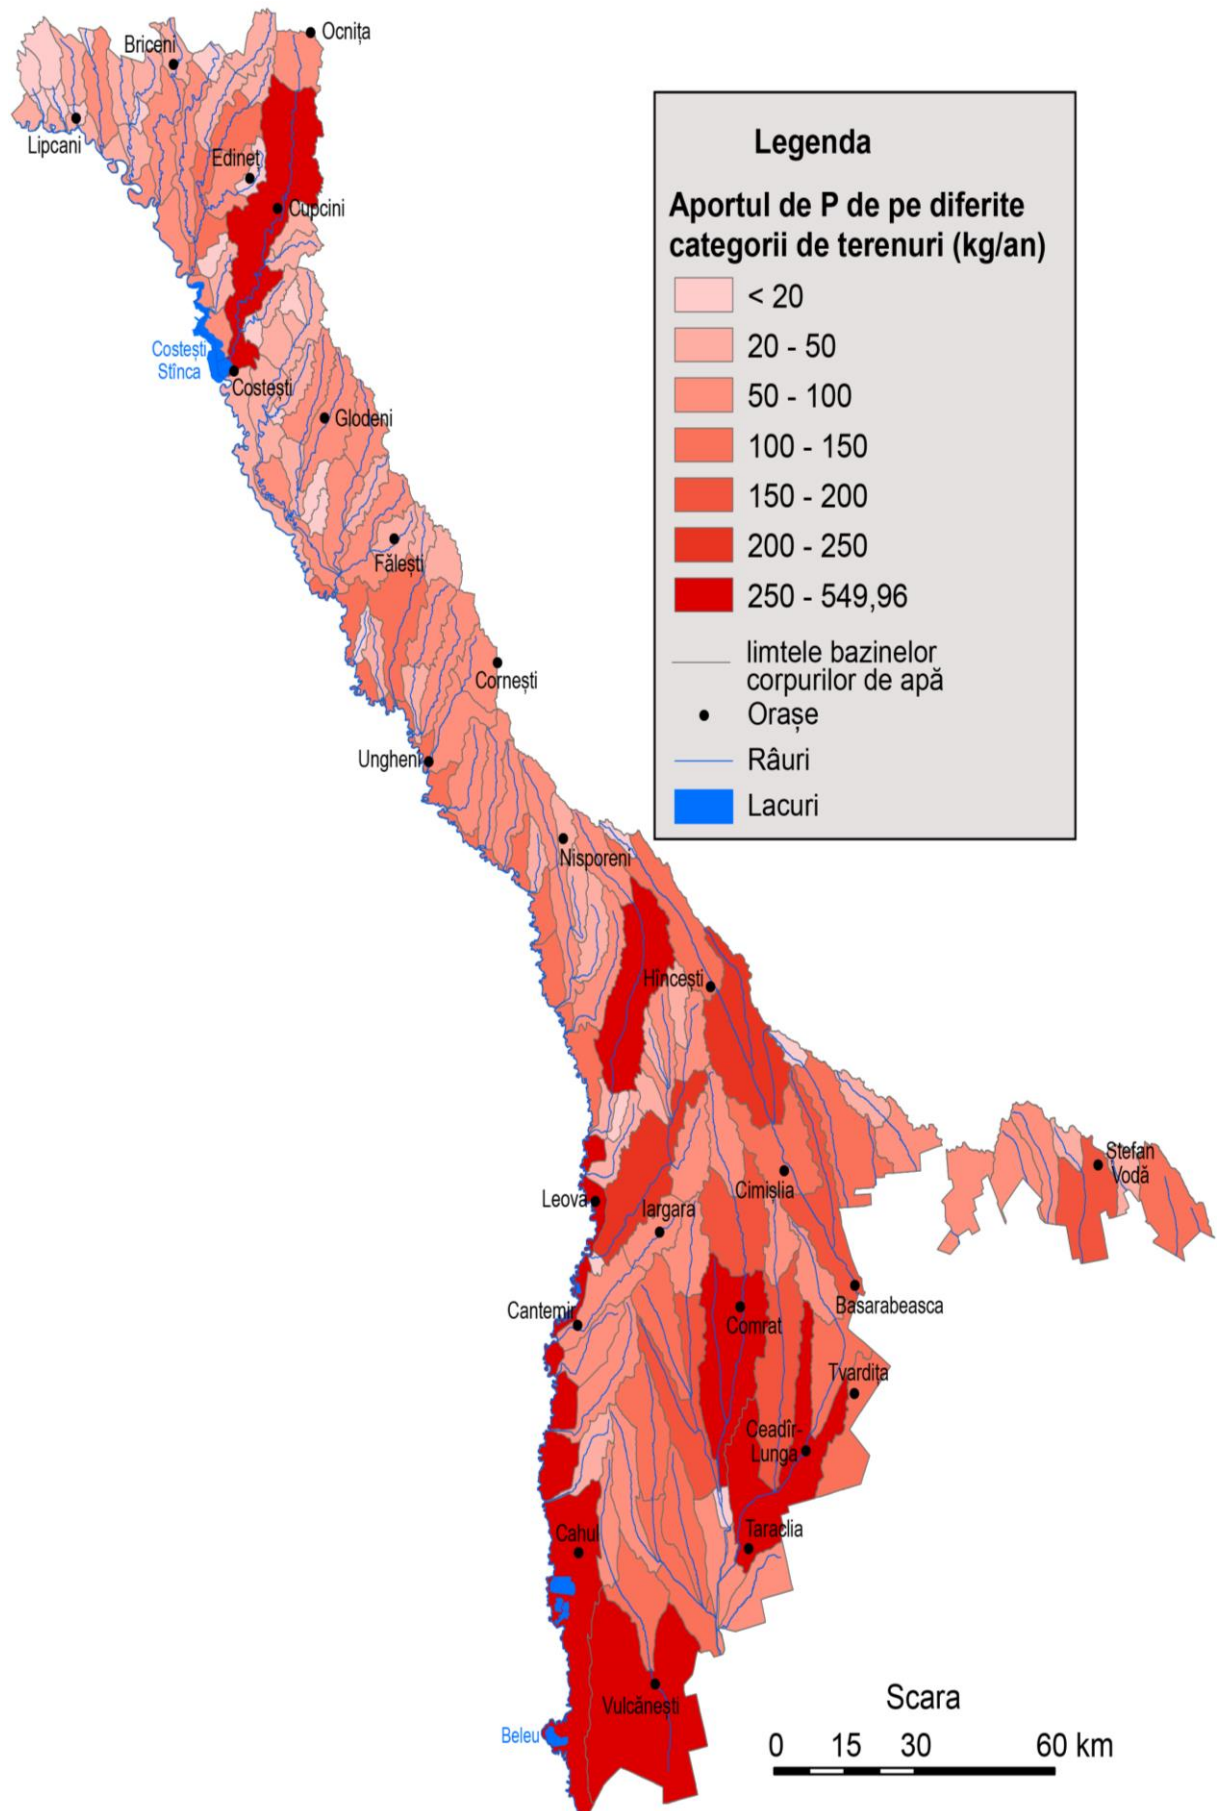 Ocnița
Briceni
Lipcani
Edineț
Cupcini
Costești
Stînca
Costești
Glodeni
Fălești
Cornești
Ungheni
Nisporeni
Hîncești
Leova
Iargara
Cimișlia
Ștefan
Vodă
Cantemir
Comrat
Basarabeasca
Tvardița
Ceadîr-
Lunga
Cahul
Taraclia
Vulcănești
Beleu
Legenda
Aportul de P de pe diferite
categorii de terenuri (kg/an)
< 20
20 - 50
50 - 100
100 - 150
150 - 200
200 - 250
250 - 549,96
limtele bazinelor
corpurilor de apă
Orașe
Râuri
Lacuri
Scara
0 15 30 60 km